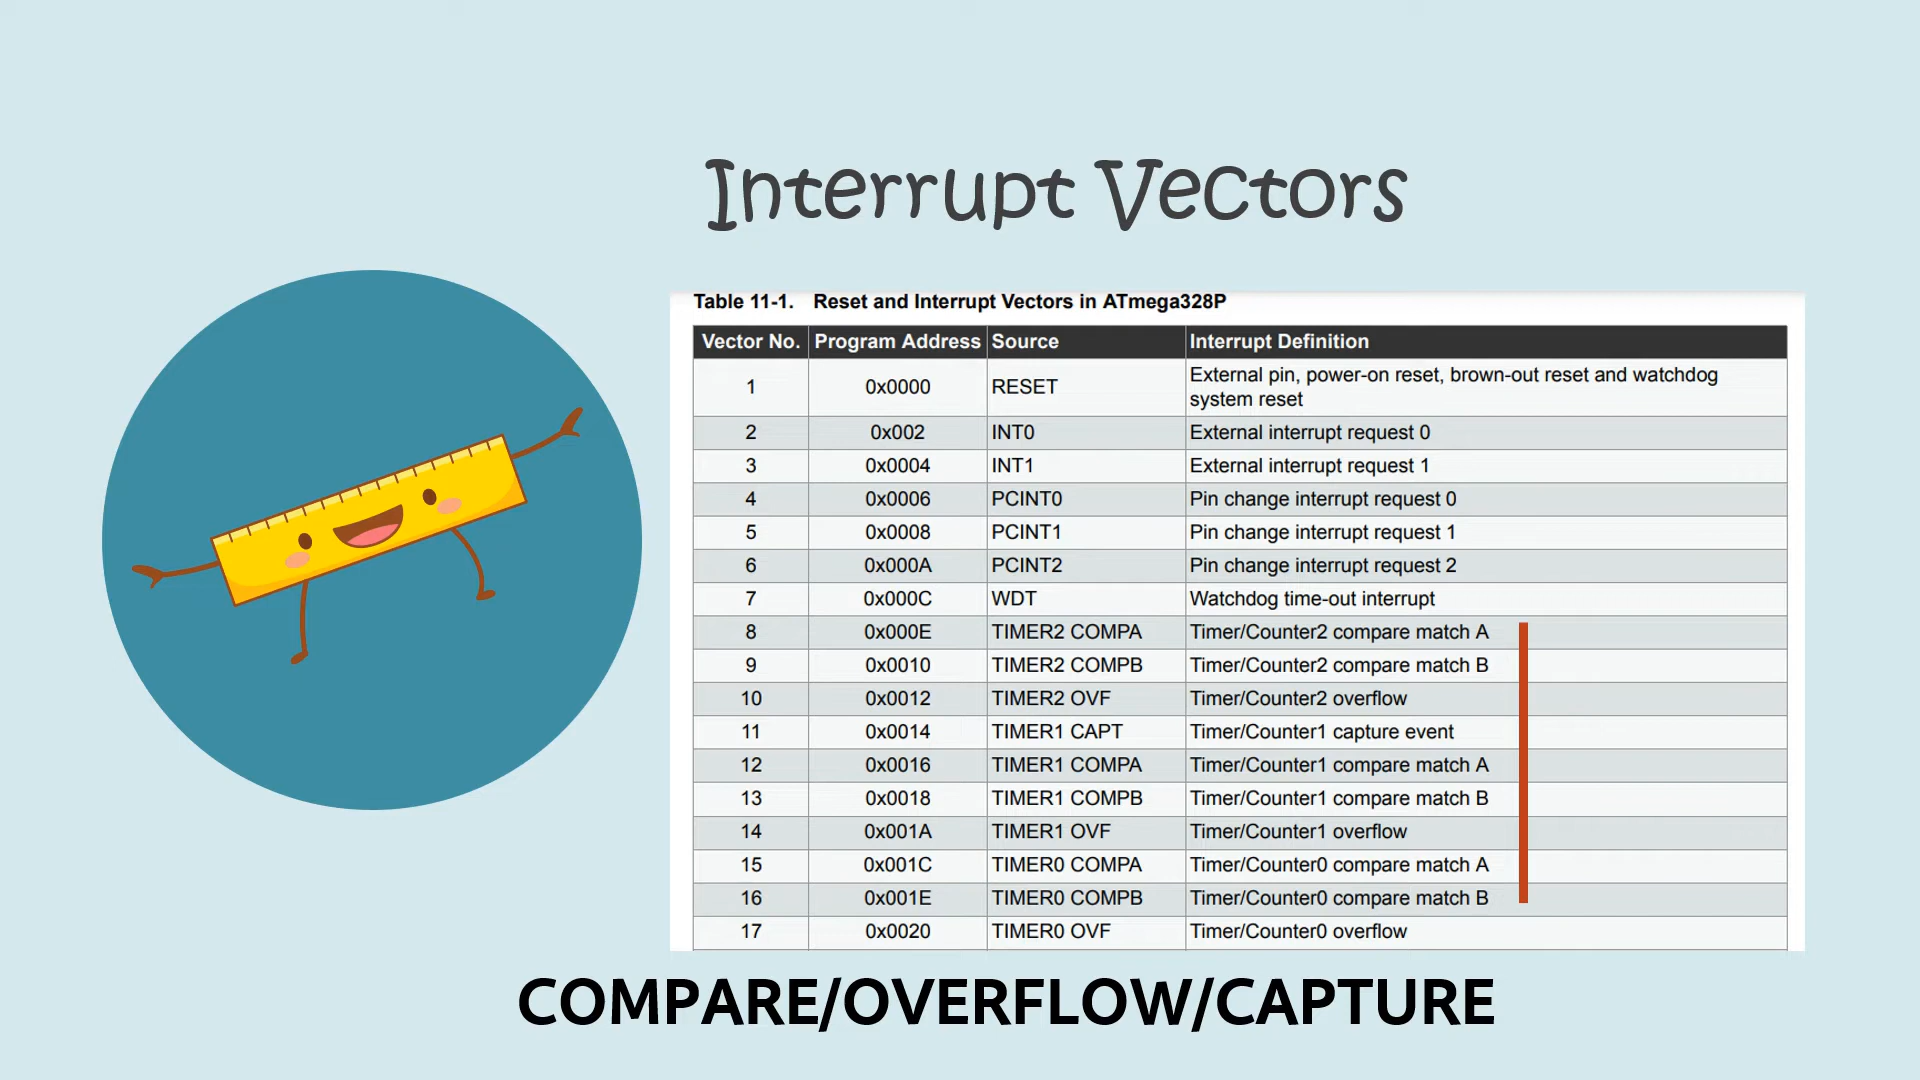 Interrupt Vectors
Table 11-1. Reset and Interrupt Vectors in ATmega328P
Vector No. Program Address Source Interrupt Definition
1 0x0000 RESET External pin, power-on reset, brown-out reset and watchdog
system reset
2 0x002 INT0 External interrupt request 0
3 0x0004 INT1 External interrupt request 1
4 0x0006 PCINT0 Pin change interrupt request 0
5 0x0008 PCINT1 Pin change interrupt request 1
6 0x000A PCINT2 Pin change interrupt request 2
7 0x000C WDT Watchdog time-out interrupt
8 0x000E TIMER2 COMPA Timer/Counter2 compare match A
9 0x0010 TIMER2 COMPB Timer/Counter2 compare match B
10 0x0012 TIMER2 OVF Timer/Counter2 overflow
11 0x0014 TIMER1 CAPT Timer/Counter1 capture event
12 0x0016 TIMER1 COMPA Timer/Counter1 compare match A
13 0x0018 TIMER1 COMPB Timer/Counter1 compare match B
14 0x001A TIMER1 OVF Timer/Counter1 overflow
15 0x001C TIMER0 COMPA Timer/Counter0 compare match A
16 0x001E TIMER0 COMPB Timer/Counter0 compare match B
17 0x0020 TIMER0 OVF Timer/Counter0 overflow
COMPARE/OVERFLOW/CAPTURE